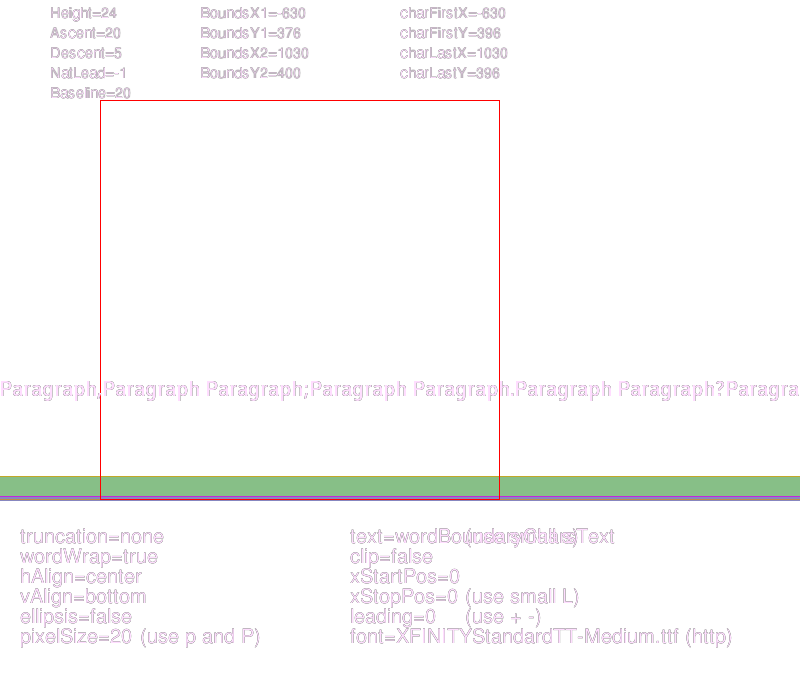 Height=24 BoundsX1=-630 charFirstX=-630
Ascent=20 BoundsY1=376 charFirstY=396
Descent=5 BoundsX2=1030 charLastX=1030
NatLead=-1 BoundsY2=400 charLastY=396
Baseline=20
Paragraph,Paragraph Paragraph;Paragraph Paragraph.Paragraph Paragraph?Paragra
truncation=none text=wordBoundaryClassText
wordWrap=true clip=false
hAlign=center xStartPos=0
vAlign=bottom xStopPos=0 (use small L)
ellipsis=false leading=0 (use + -)
pixelSize=20 (use p and P) font=XFINITYStandardTT-Medium.ttf (http)